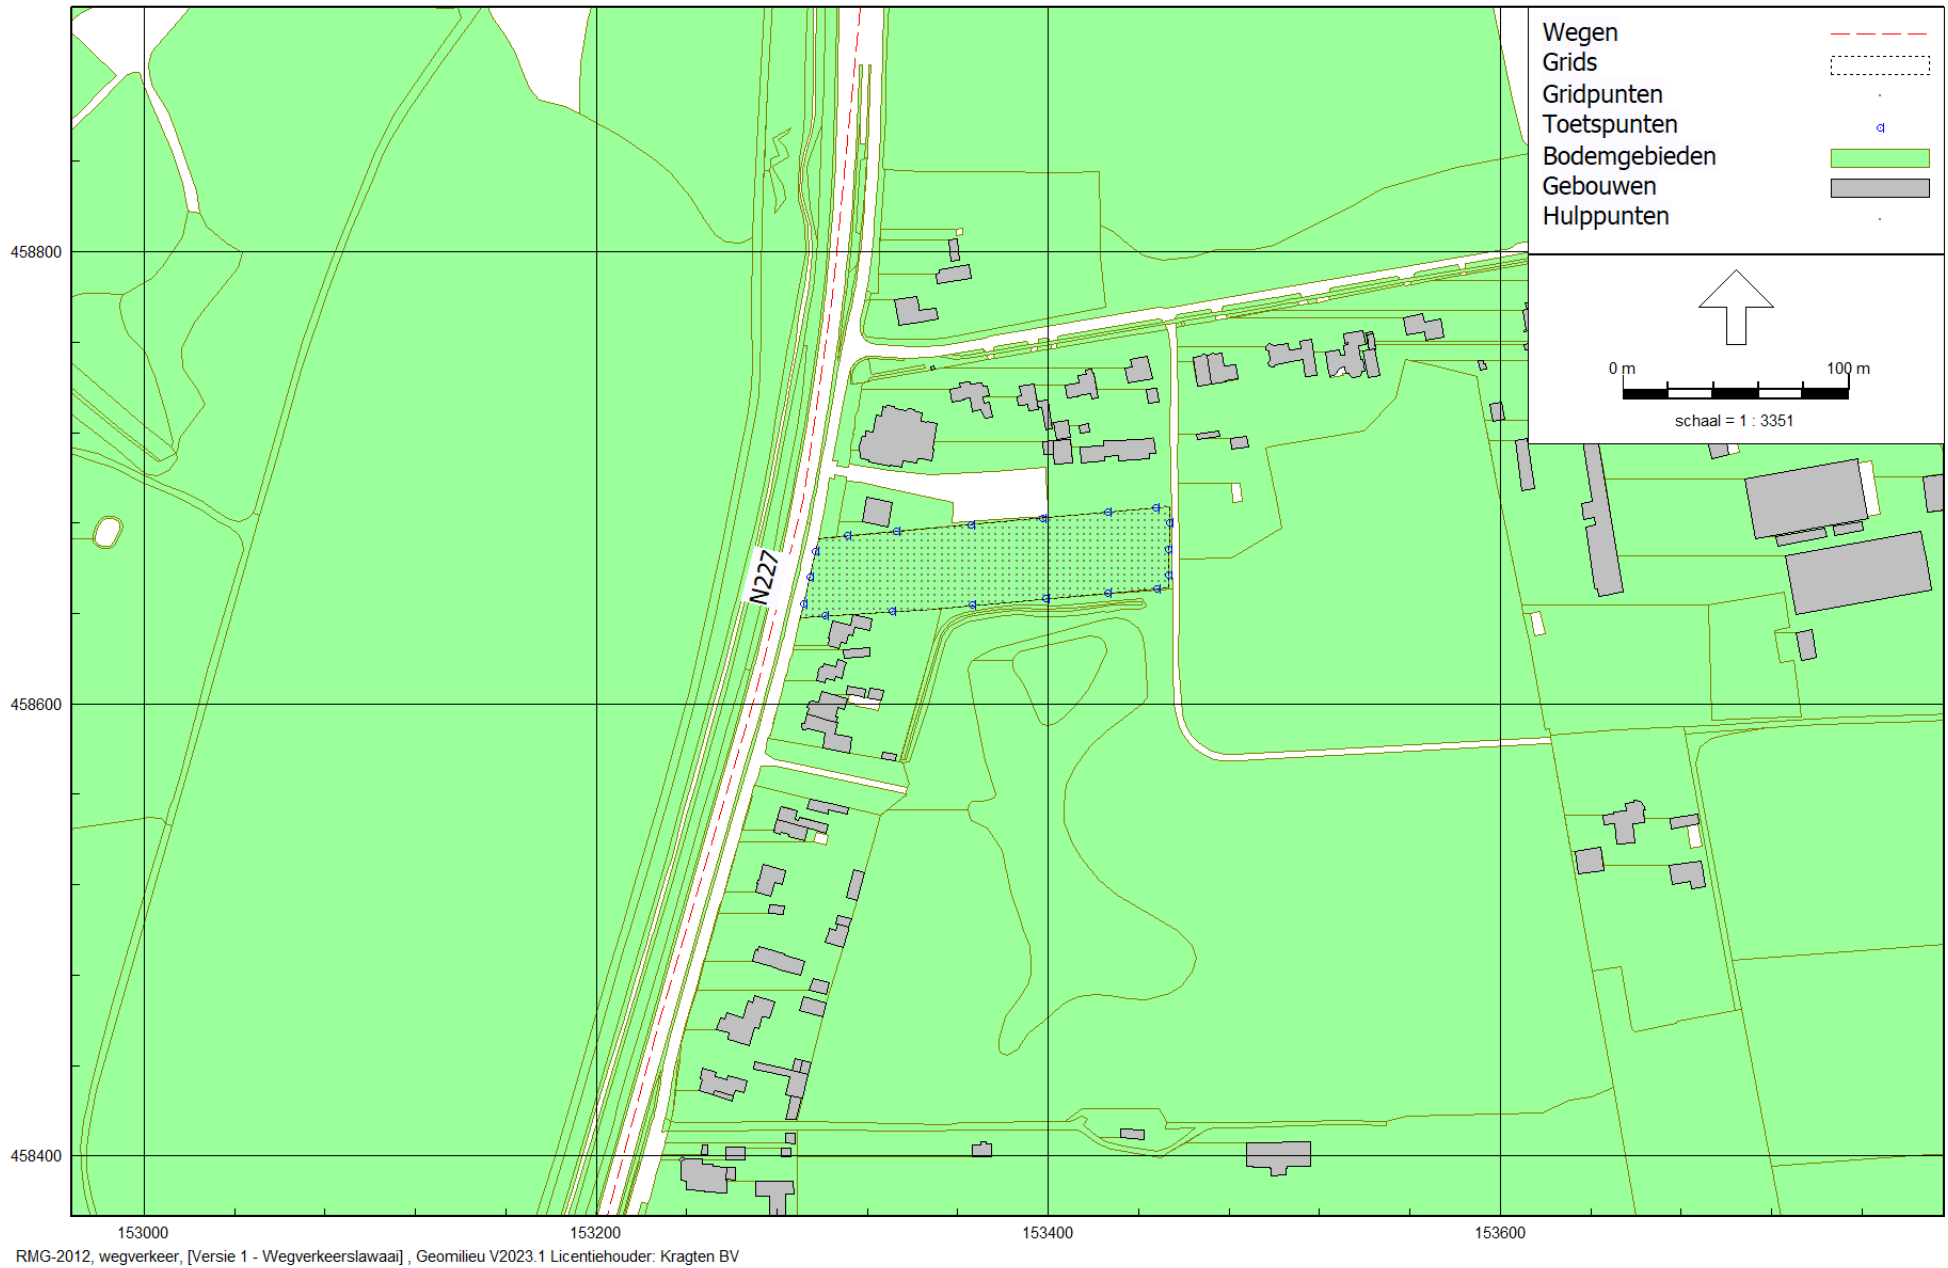 Wegen
Grids
Gridpunten
Toetspunten
Bodemgebieden
Gebouwen
Hulppunten
0 m 100 m
schaal = 1 : 3351
458800
N227
458600
458400
153000 153200 153400 153600
RMG-2012, wegverkeer, [Versie 1 - Wegverkeerslawaai] , Geomilieu V2023.1 Licentiehouder: Kragten BV